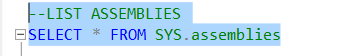 --LIST ASSEMBLIES
SELECT * FROM SYS.assemblies